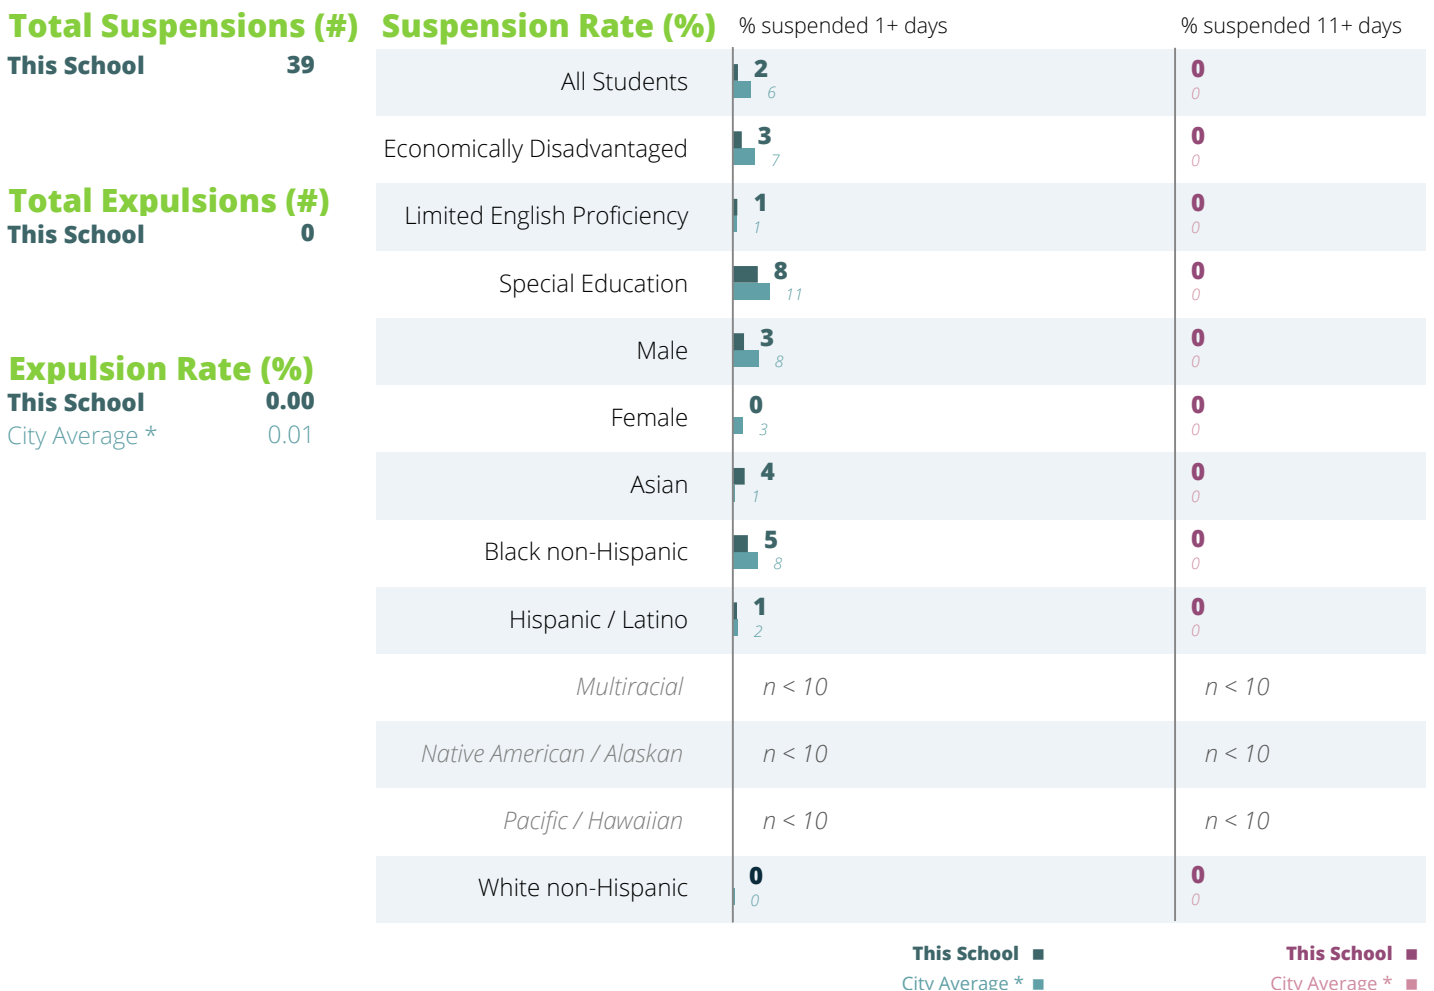 Total Suspensions (#)
This School 39
Total Expulsions (#)
This School 0
Expulsion Rate (%)
This School 0.00
City Average * 0.01
Suspension Rate (%) % suspended 1+ days % suspended 11+ days
All Students 2 0
6 0
Economically Disadvantaged 3 0
7 0
Limited English Proficiency 1 0
1 0
Special Education 8 0
11 0
Male 3 0
8 0
Female 0 0
3 0
Asian 4 0
1 0
Black non-Hispanic 5 0
8 0
Hispanic / Latino 1 0
2 0
Multiracial n < 10 n < 10
Native American / Alaskan n < 10 n < 10
Pacific / Hawaiian n < 10 n < 10
White non-Hispanic 0 0
0 0
This School This School
City Average * City Average *